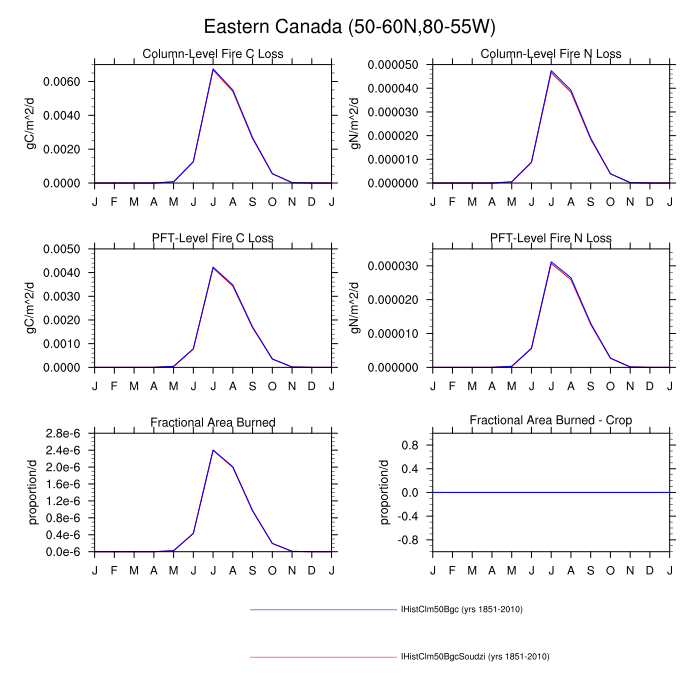 Eastern Canada (50-60N,80-55W)
Column-Level Fire C Loss
gC/m^2/d
0.0060
0.0040
0.0020
0.0000
J F M A M J J A S O N D J
Column-Level Fire N Loss
gN/m^2/d
0.000050
0.000040
0.000030
0.000020
0.000010
0.000000
J F M A M J J A S O N D J
PFT-Level Fire C Loss
gC/m^2/d
0.0050
0.0040
0.0030
0.0020
0.0010
0.0000
J F M A M J J A S O N D J
PFT-Level Fire N Loss
gN/m^2/d
0.000030
0.000020
0.000010
0.000000
J F M A M J J A S O N D J
Fractional Area Burned
proportion/d
2.8e-6
2.4e-6
2.0e-6
1.6e-6
1.2e-6
0.8e-6
0.4e-6
0.0e-6
J F M A M J J A S O N D J
Fractional Area Burned - Crop
proportion/d
0.8
0.4
0.0
-0.4
-0.8
J F M A M J J A S O N D J
IHistClm50Bgc (yrs 1851-2010)
IHistClm50BgcSoudzi (yrs 1851-2010)